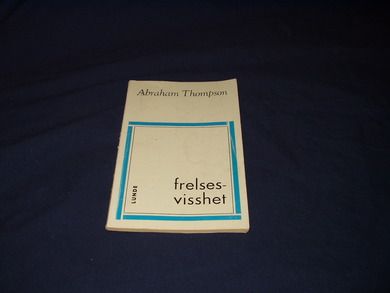 Abraham Thompson
LUNDE
frelses-
visshet